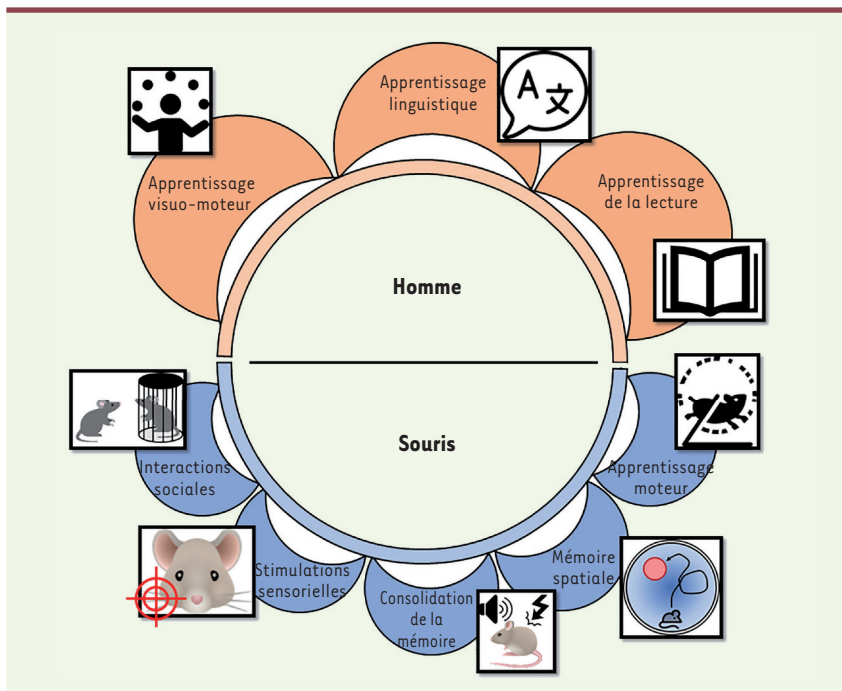 Apprentissage
linguistique
A 文
Apprentissage
visuo-moteur
Apprentissage
de la lecture
Homme
Souris
Interactions
sociales
Apprentissage
moteur
Stimulations
sensorielles
Mémoire
spatiale
Consolidation
de la
mémoire